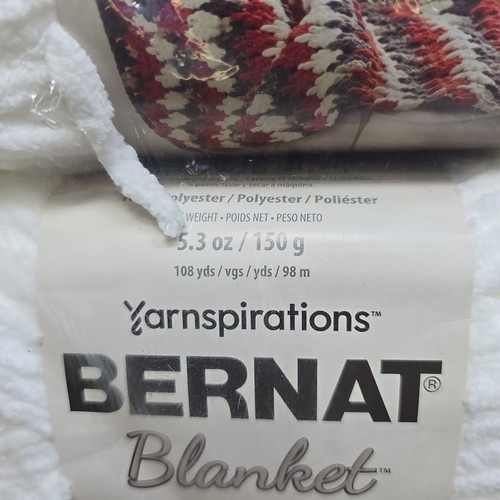 Polyester / Polyester / Poliéster
WEIGHT • POIDS NET • PESO NETO
5.3 oz / 150 g
108 yds / vgs / yds / 98 m
Yarnspirations™
BERNAT®
Blanket™